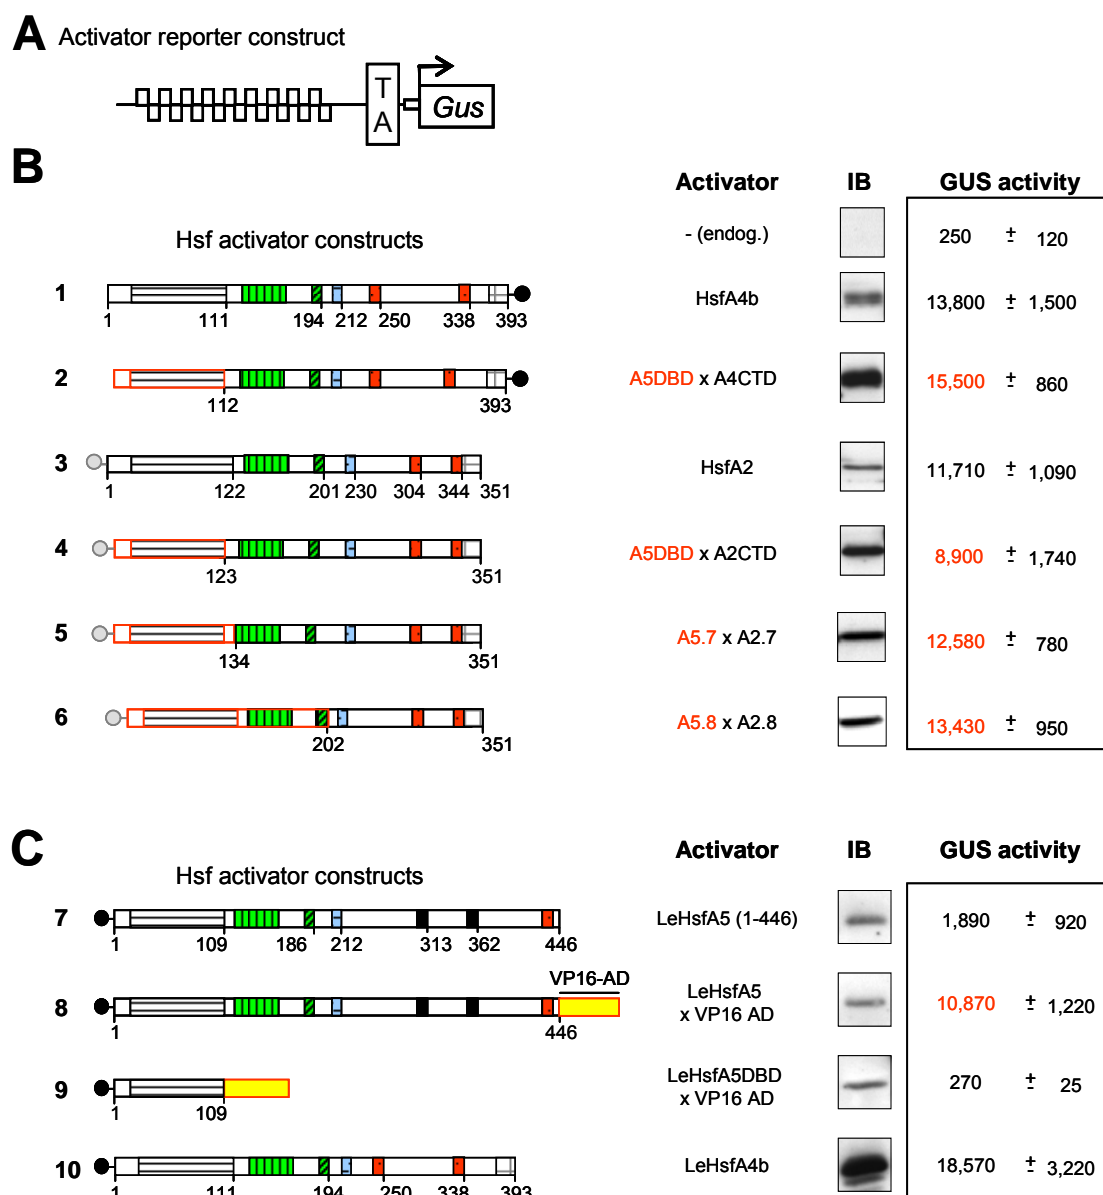 A Activator reporter construct
T
A
Gus
B
Activator IB GUS activity
Hsf activator constructs
- (endog.) 250 ± 120
1 HsfA4b 13,800 ± 1,500
1 111 194 212 250 338 393
2 A5DBD x A4CTD 15,500 ± 860
112 393
3 HsfA2 11,710 ± 1,090
1 122 201 230 304 344 351
4 A5DBD x A2CTD 8,900 ± 1,740
123 351
5 A5.7 x A2.7 12,580 ± 780
134 351
6 A5.8 x A2.8 13,430 ± 950
202 351
C
Activator IB GUS activity
Hsf activator constructs
7 LeHsfA5 (1-446) 1,890 ± 920
1 109 186 212 313 362 446
VP16-AD
8 LeHsfA5
x VP16 AD 10,870 ± 1,220
1 446
9 LeHsfA5DBD
x VP16 AD 270 ± 25
1 109
10 LeHsfA4b 18,570 ± 3,220
1 111 194 250 338 393